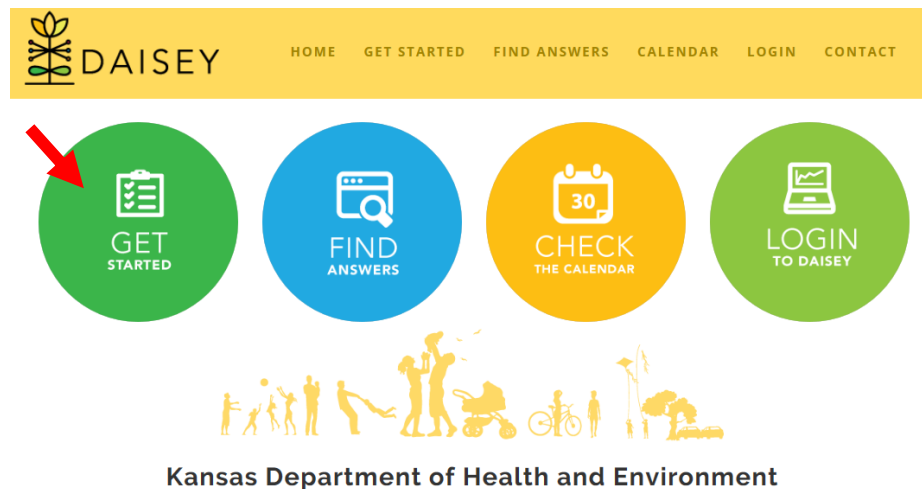 DAISEY
HOME GET STARTED FIND ANSWERS CALENDAR LOGIN CONTACT
GET
STARTED
FIND
ANSWERS
30
CHECK
THE CALENDAR
LOGIN
TO DAISEY
Kansas Department of Health and Environment